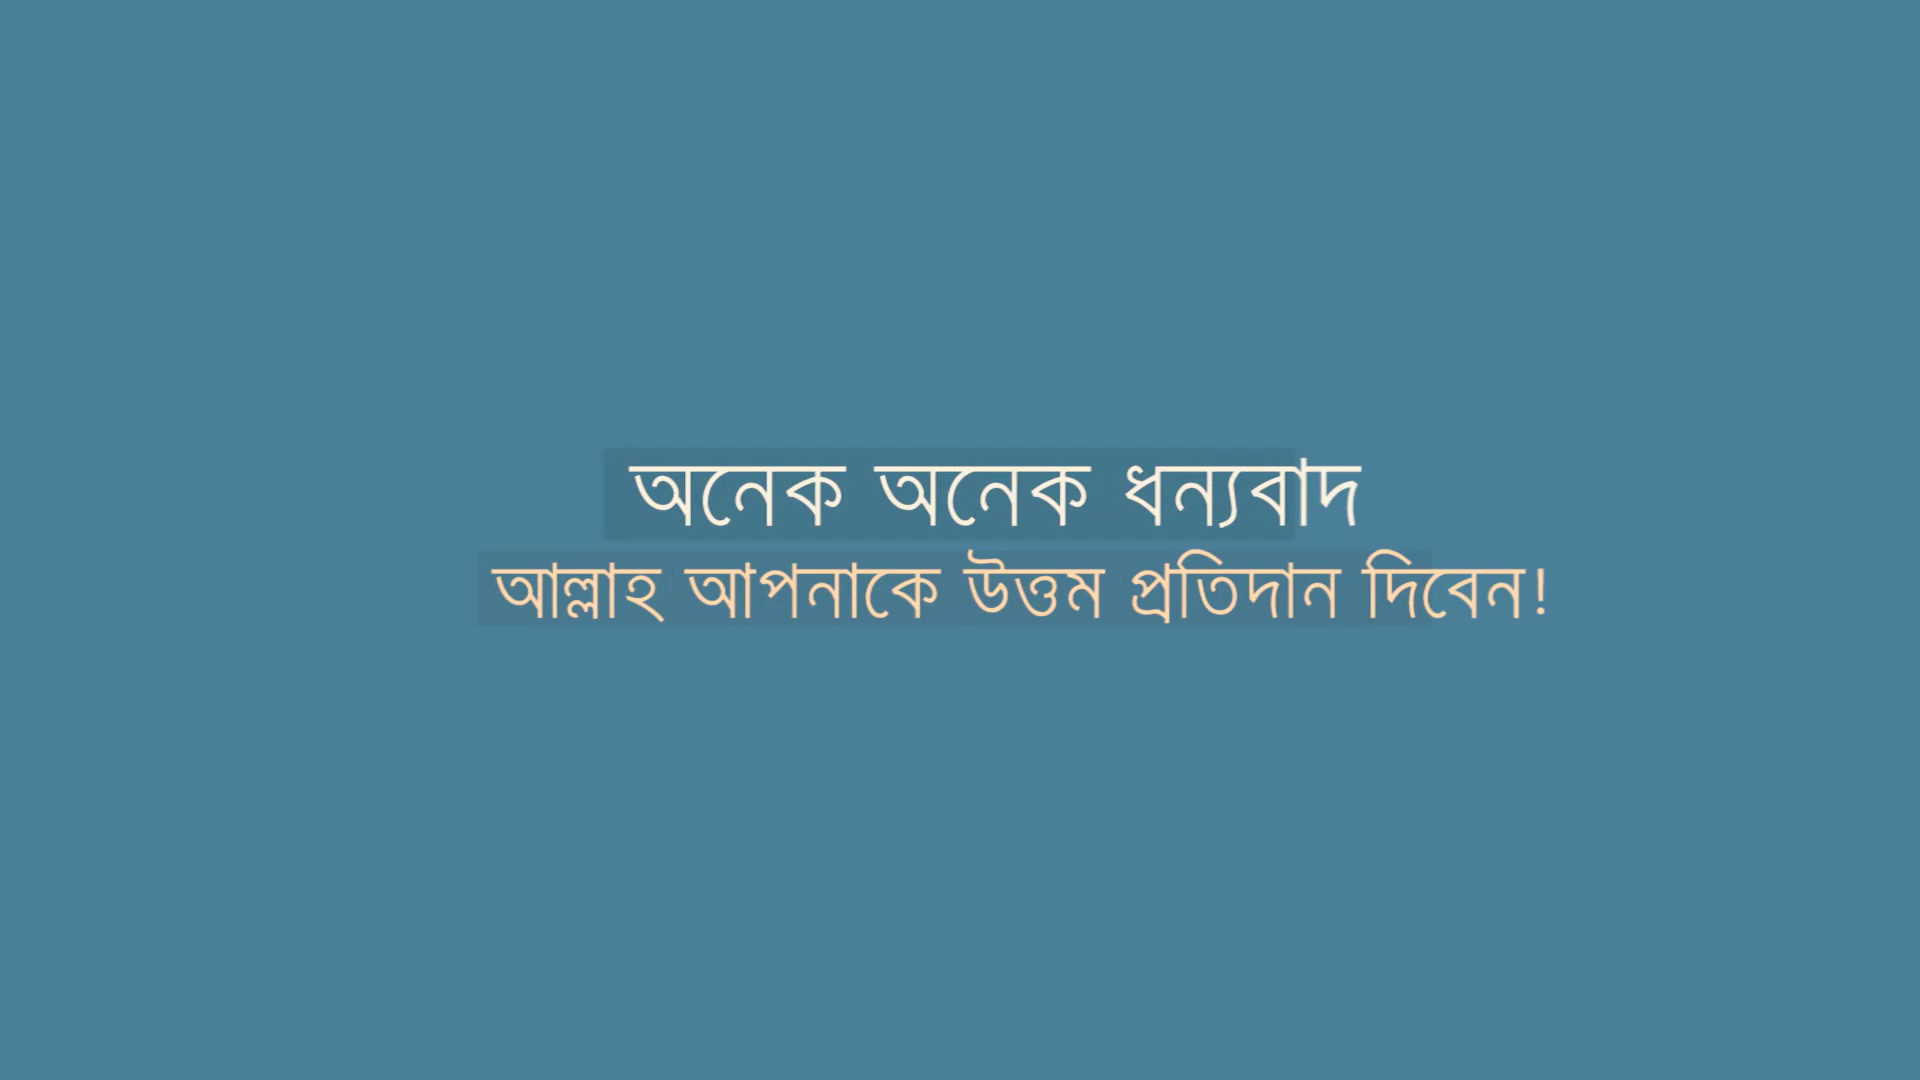 অনেক অনেক ধন্যবাদ
আল্লাহ আপনাকে উত্তম প্রতিদান দিবেন!